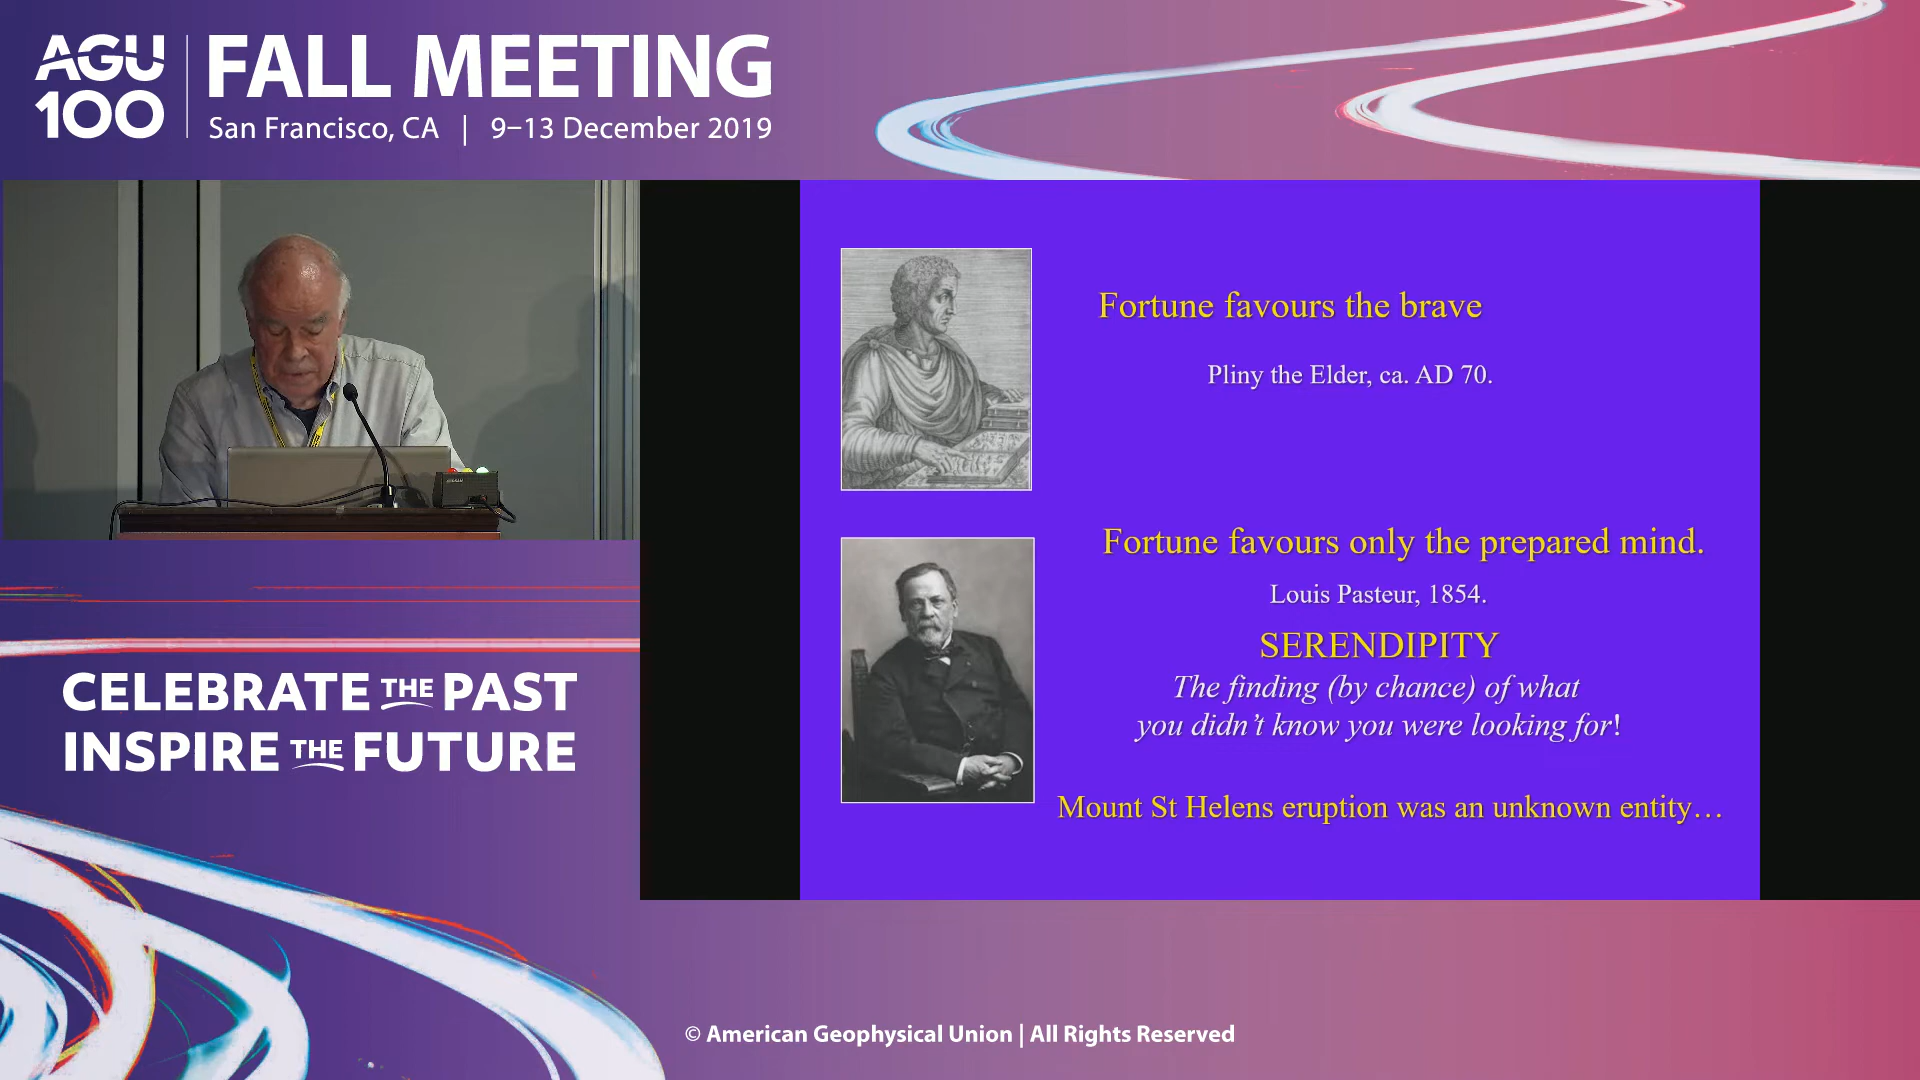 AGU
100
FALL MEETING
San Francisco, CA | 9–13 December 2019
Fortune favours the brave
Pliny the Elder, ca. AD 70.
Fortune favours only the prepared mind.
Louis Pasteur, 1854.
SERENDIPITY
The finding (by chance) of what
you didn’t know you were looking for!
Mount St Helens eruption was an unknown entity…
CELEBRATE THE PAST
INSPIRE THE FUTURE
© American Geophysical Union | All Rights Reserved